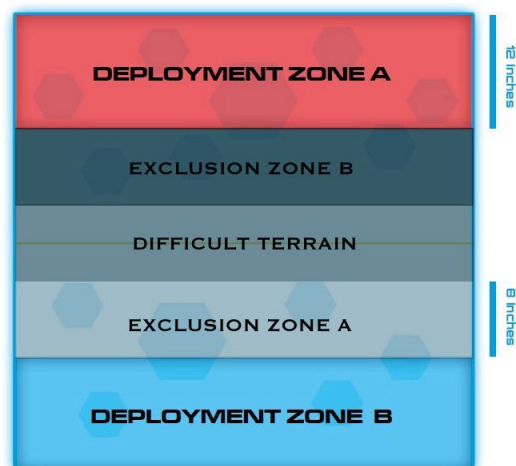 DEPLOYMENT ZONE A
12 Inches
EXCLUSION ZONE B
DIFFICULT TERRAIN
EXCLUSION ZONE A
8 Inches
DEPLOYMENT ZONE B